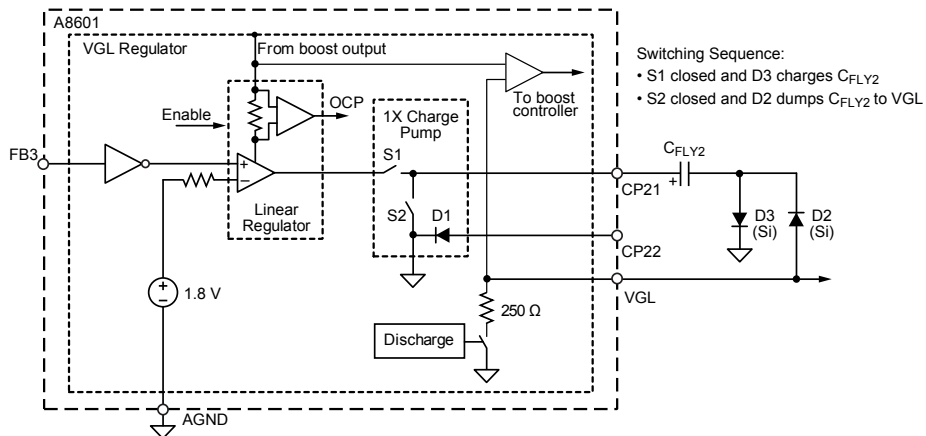 A8601
VGL Regulator
From boost output
Switching Sequence:
• S1 closed and D3 charges CFLY2
• S2 closed and D2 dumps CFLY2 to VGL
OCP
To boost
controller
Enable
1X Charge
Pump
FB3
S1
CFLY2
+
−
+
CP21
S2
D1
D3
(Si)
D2
(Si)
Linear
Regulator
CP22
VGL
+
−
1.8 V
250 Ω
Discharge
AGND